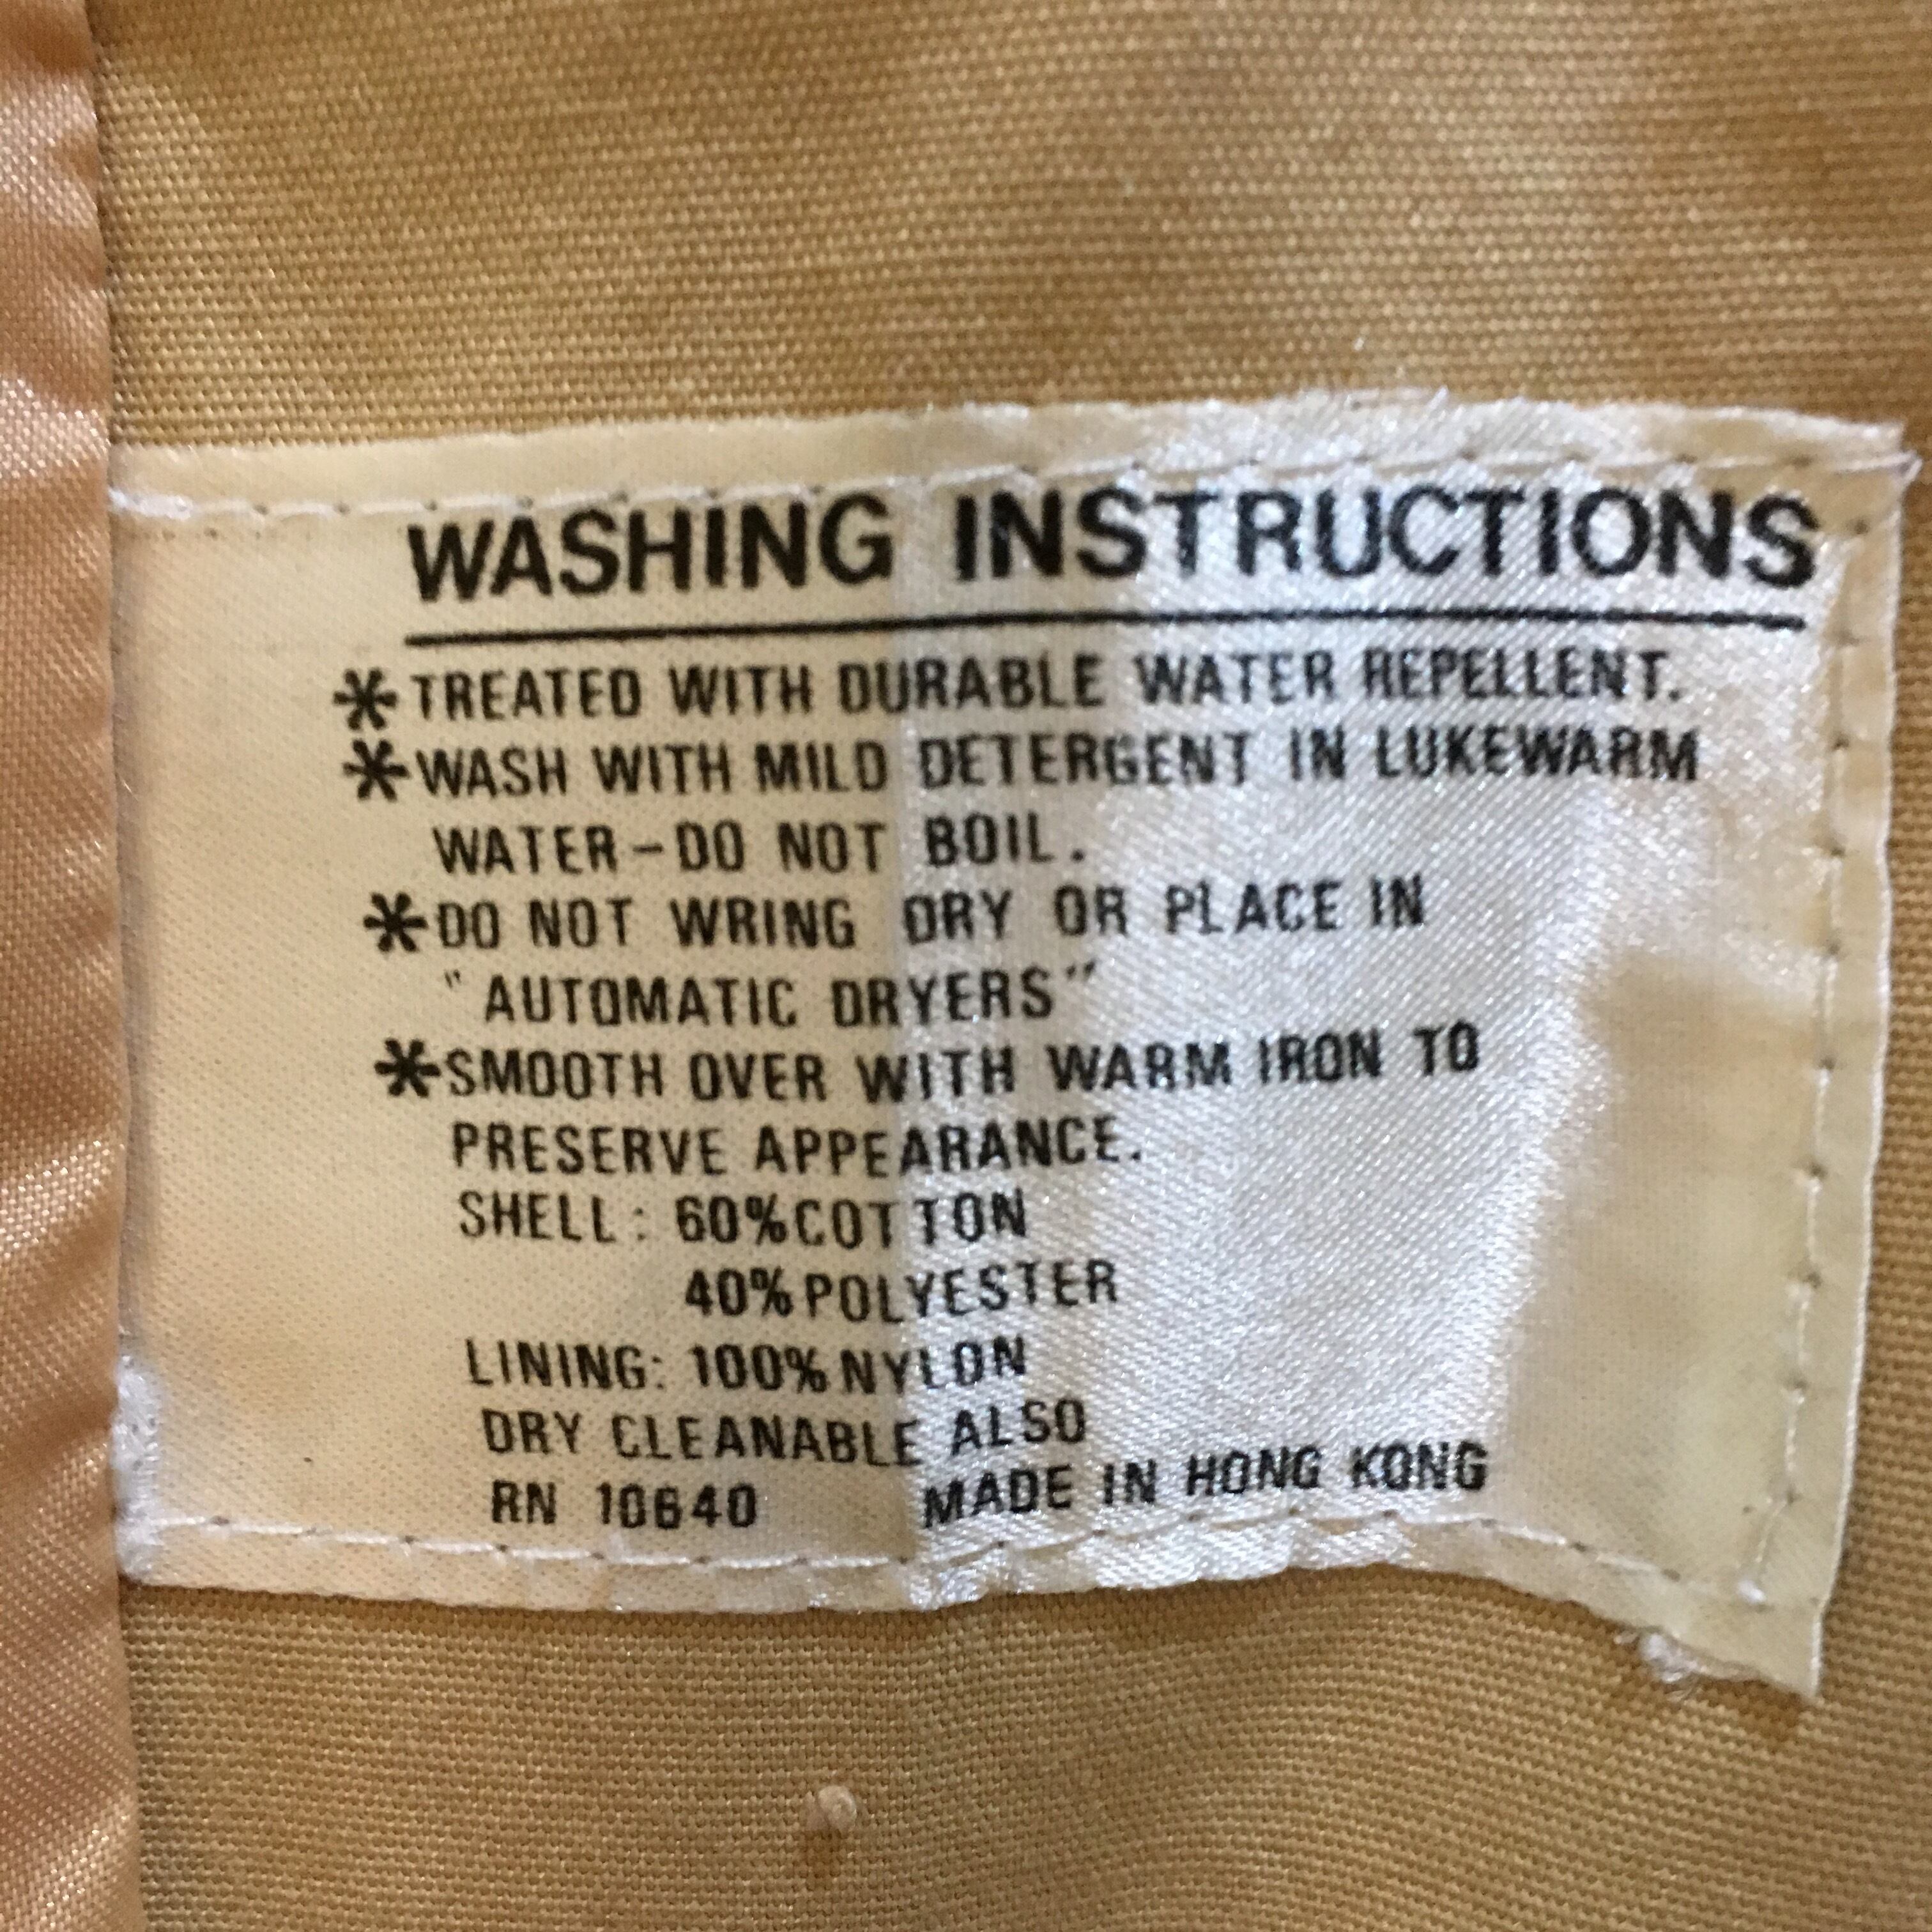 WASHING INSTRUCTIONS
*TREATED WITH DURABLE WATER REPELLENT.
*WASH WITH MILD DETERGENT IN LUKEWARM
WATER-DO NOT BOIL.
*DO NOT WRING DRY OR PLACE IN
"AUTOMATIC DRYERS"
*SMOOTH OVER WITH WARM IRON TO
PRESERVE APPEARANCE.
SHELL: 60% COTTON
40% POLYESTER
LINING: 100% NYLON
DRY CLEANABLE ALSO
RN 10640 MADE IN HONG KONG